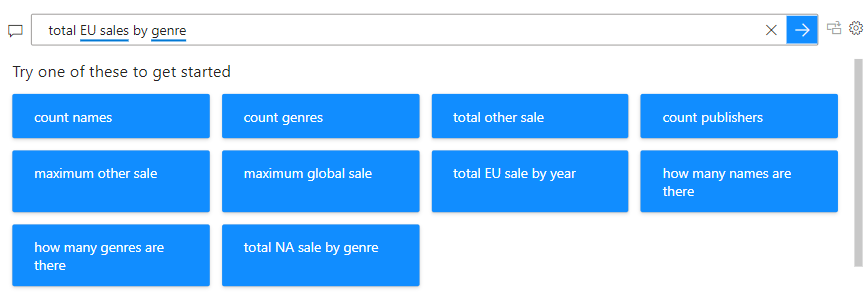 total EU sales by genre
Try one of these to get started
count names
count genres
total other sale
count publishers
maximum other sale
maximum global sale
total EU sale by year
how many names are
there
how many genres are
there
total NA sale by genre